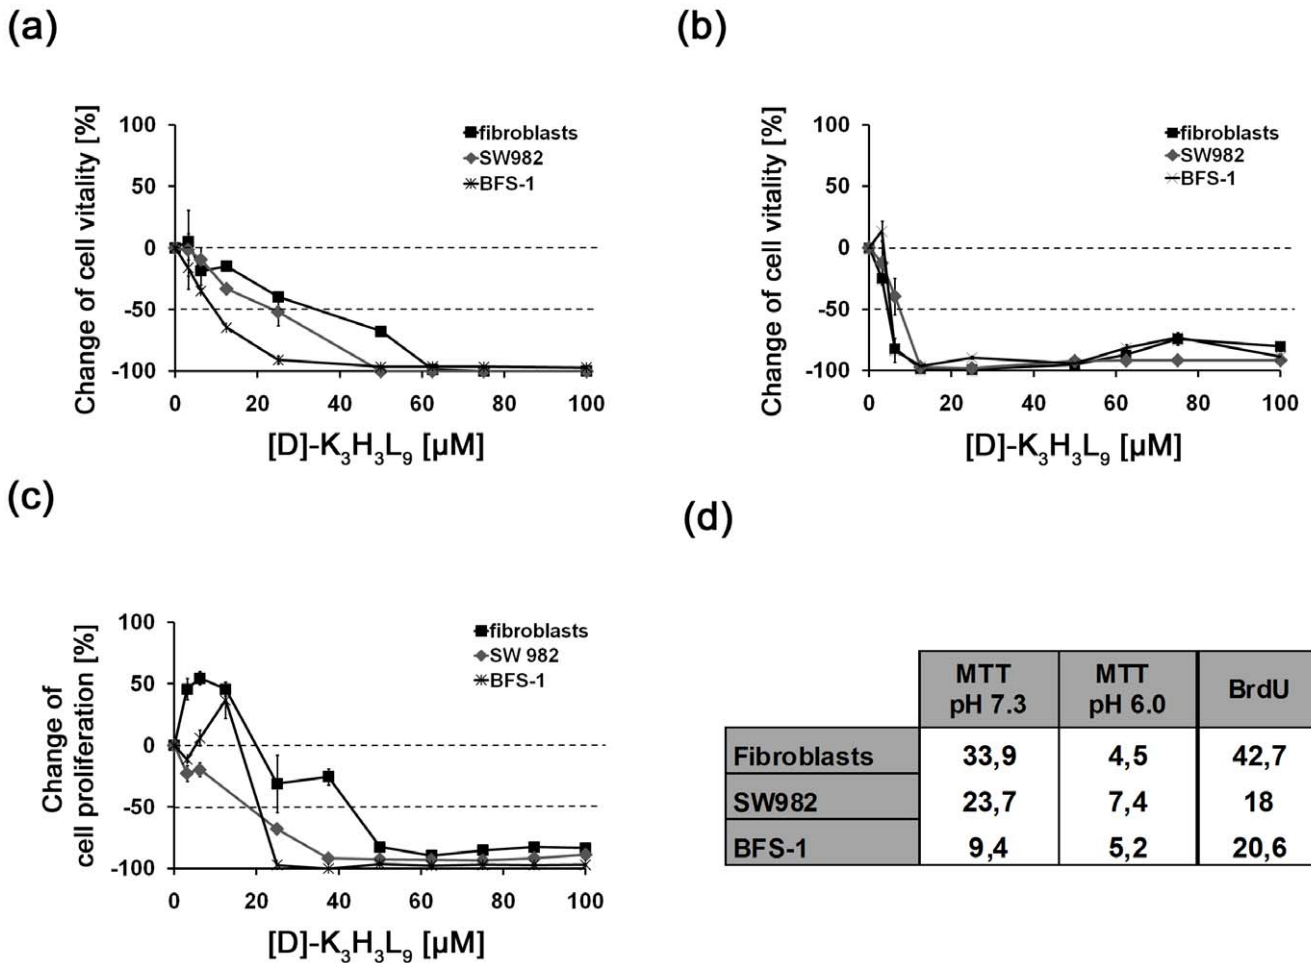 (a)
100
50
0
-50
-100
Change of cell vitality [%]
fibroblasts
SW982
BFS-1
0 20 40 60 80 100
[D]-K₃H₃L₉ [µM]
(b)
100
50
0
-50
-100
Change of cell vitality [%]
fibroblasts
SW982
BFS-1
0 20 40 60 80 100
[D]-K₃H₃L₉ [µM]
(c)
100
50
0
-50
-100
Change of
cell proliferation [%]
fibroblasts
SW 982
BFS-1
0 20 40 60 80 100
[D]-K₃H₃L₉ [µM]
(d)
MTT pH 7.3 MTT pH 6.0 BrdU
Fibroblasts 33,9 4,5 42,7
SW982 23,7 7,4 18
BFS-1 9,4 5,2 20,6